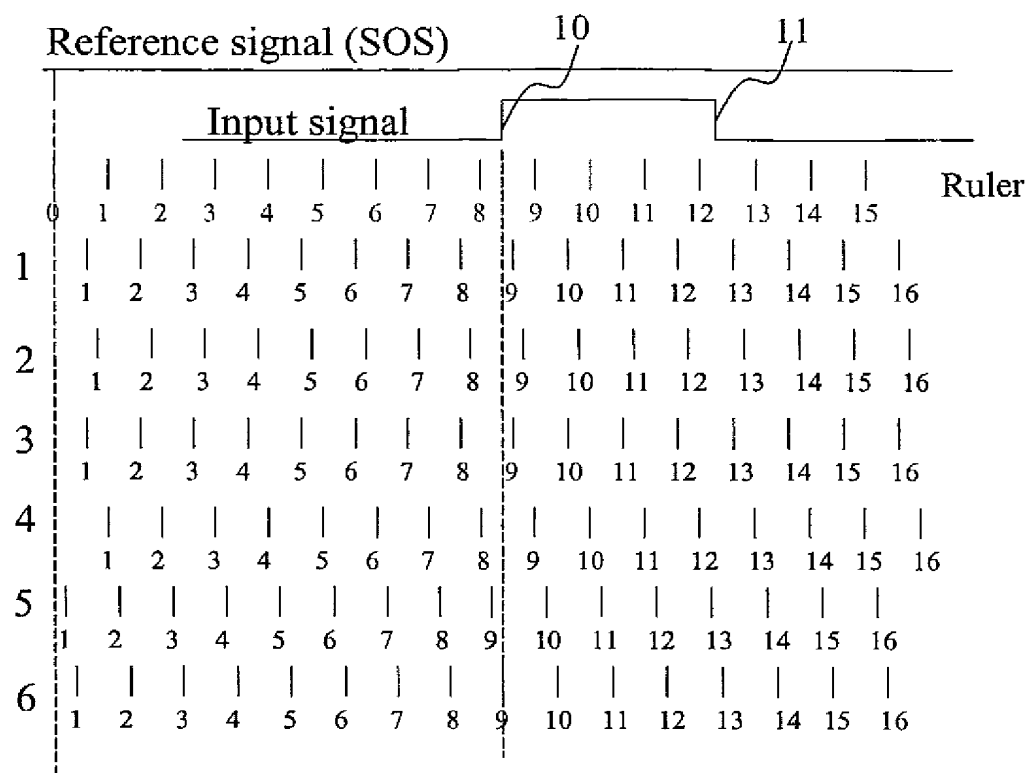 10 11
Reference signal (SOS)
Input signal
Ruler
0 1 2 3 4 5 6 7 8 9 10 11 12 13 14 15
1
1 2 3 4 5 6 7 8 9 10 11 12 13 14 15 16
2
1 2 3 4 5 6 7 8 9 10 11 12 13 14 15 16
3
1 2 3 4 5 6 7 8 9 10 11 12 13 14 15 16
4
1 2 3 4 5 6 7 8 9 10 11 12 13 14 15 16
5
1 2 3 4 5 6 7 8 9 10 11 12 13 14 15 16
6
1 2 3 4 5 6 7 8 9 10 11 12 13 14 15 16